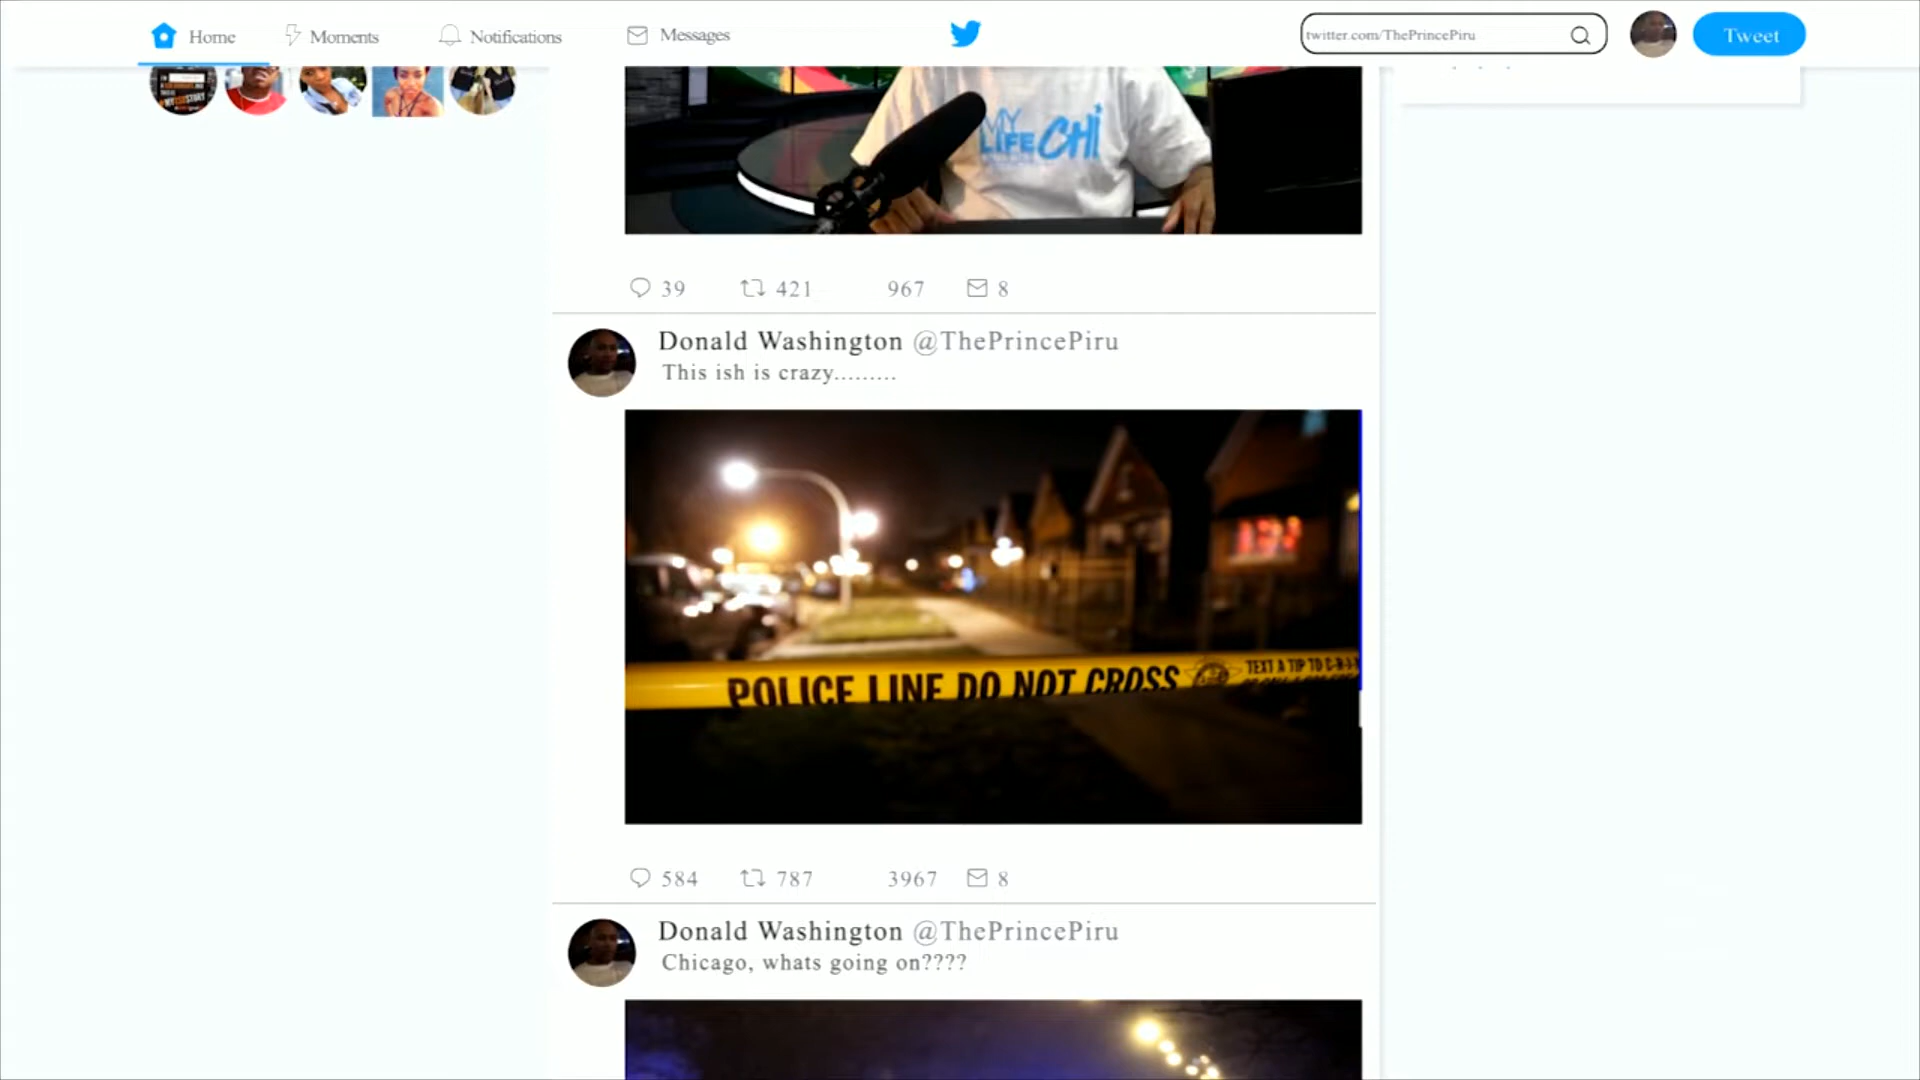 Home
Moments
Notifications
Messages
twitter.com/ThePrincePiru
Tweet
MY
LIFE CHI
39
421
967
8
Donald Washington @ThePrincePiru
This ish is crazy.........
POLICE LINE DO NOT CROSS
TEXT A TIP TO C-R-I-M
584
787
3967
8
Donald Washington @ThePrincePiru
Chicago, whats going on????